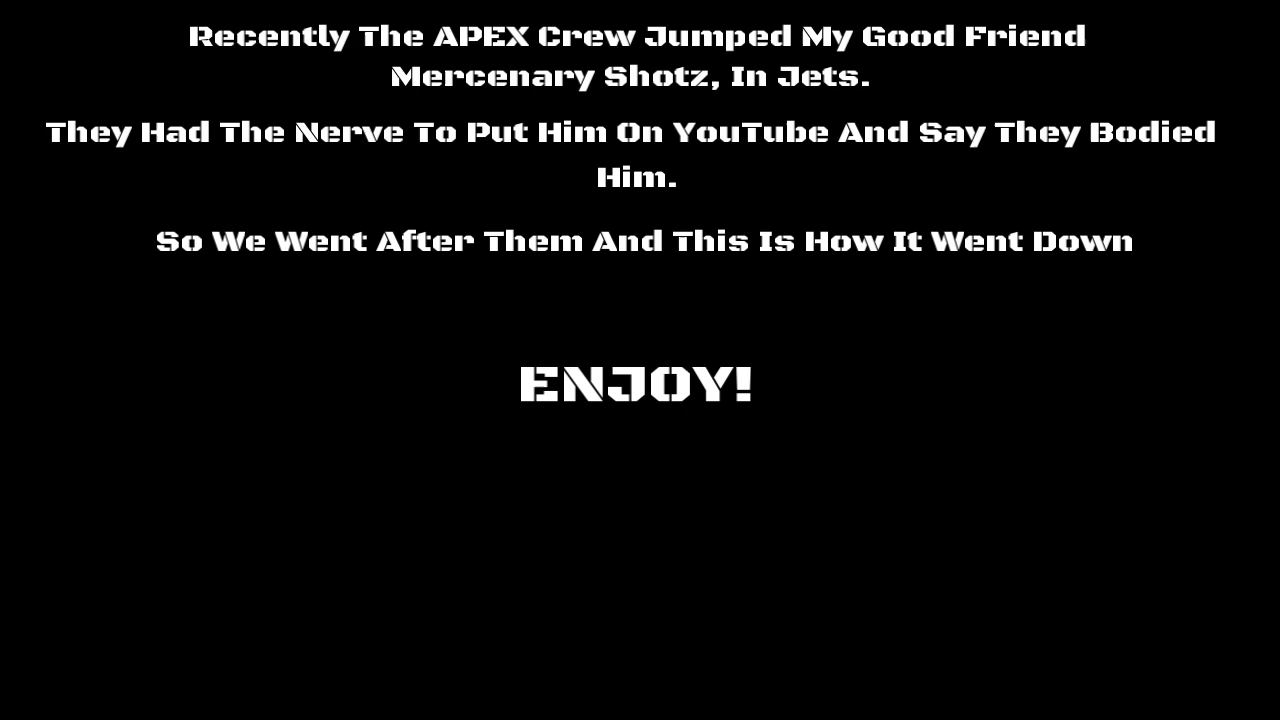 Recently The APEX Crew Jumped My Good Friend
Mercenary Shotz, In Jets.
They Had The Nerve To Put Him On YouTube And Say They Bodied
Him.
So We Went After Them And This Is How It Went Down
ENJOY!